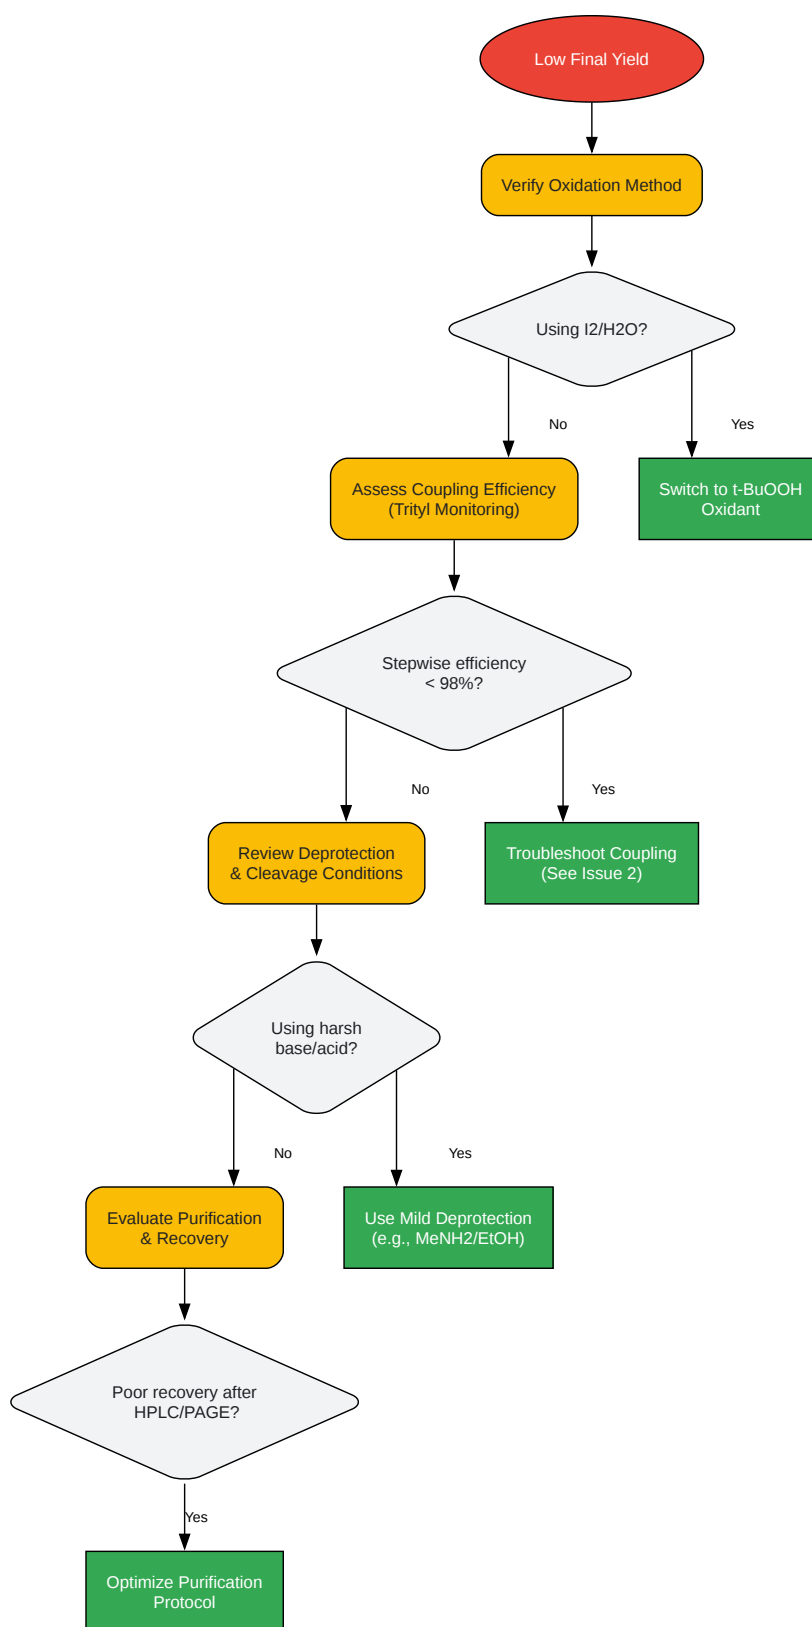 Low Final Yield
Verify Oxidation Method
Using I2/H2O?
No
Yes
Assess Coupling Efficiency
(Trityl Monitoring)
Switch to t-BuOOH
Oxidant
Stepwise efficiency
< 98%?
No
Yes
Review Deprotection
& Cleavage Conditions
Troubleshoot Coupling
(See Issue 2)
Using harsh
base/acid?
No
Yes
Evaluate Purification
& Recovery
Use Mild Deprotection
(e.g., MeNH2/EtOH)
Poor recovery after
HPLC/PAGE?
Yes
Optimize Purification
Protocol